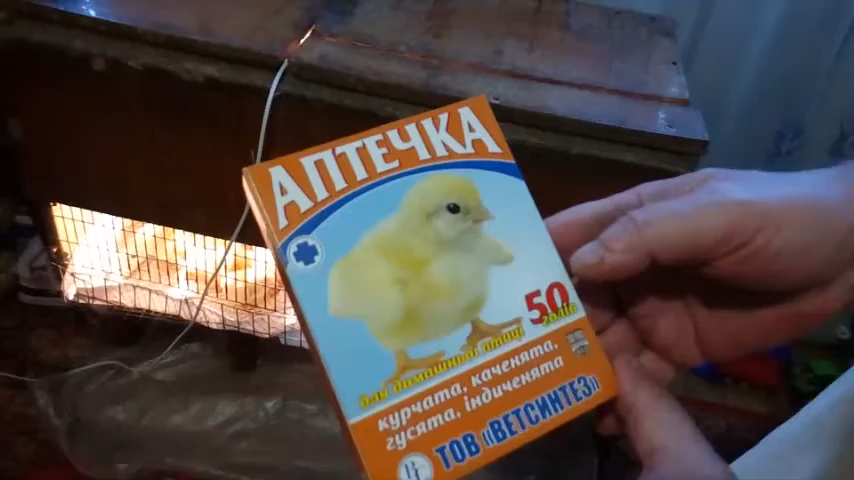 АПТЕЧКА
50
голів
для домашньої птиці
курчата, каченята,
гусята, індиченята
ТОВ «ВЕТСИНТЕЗ»